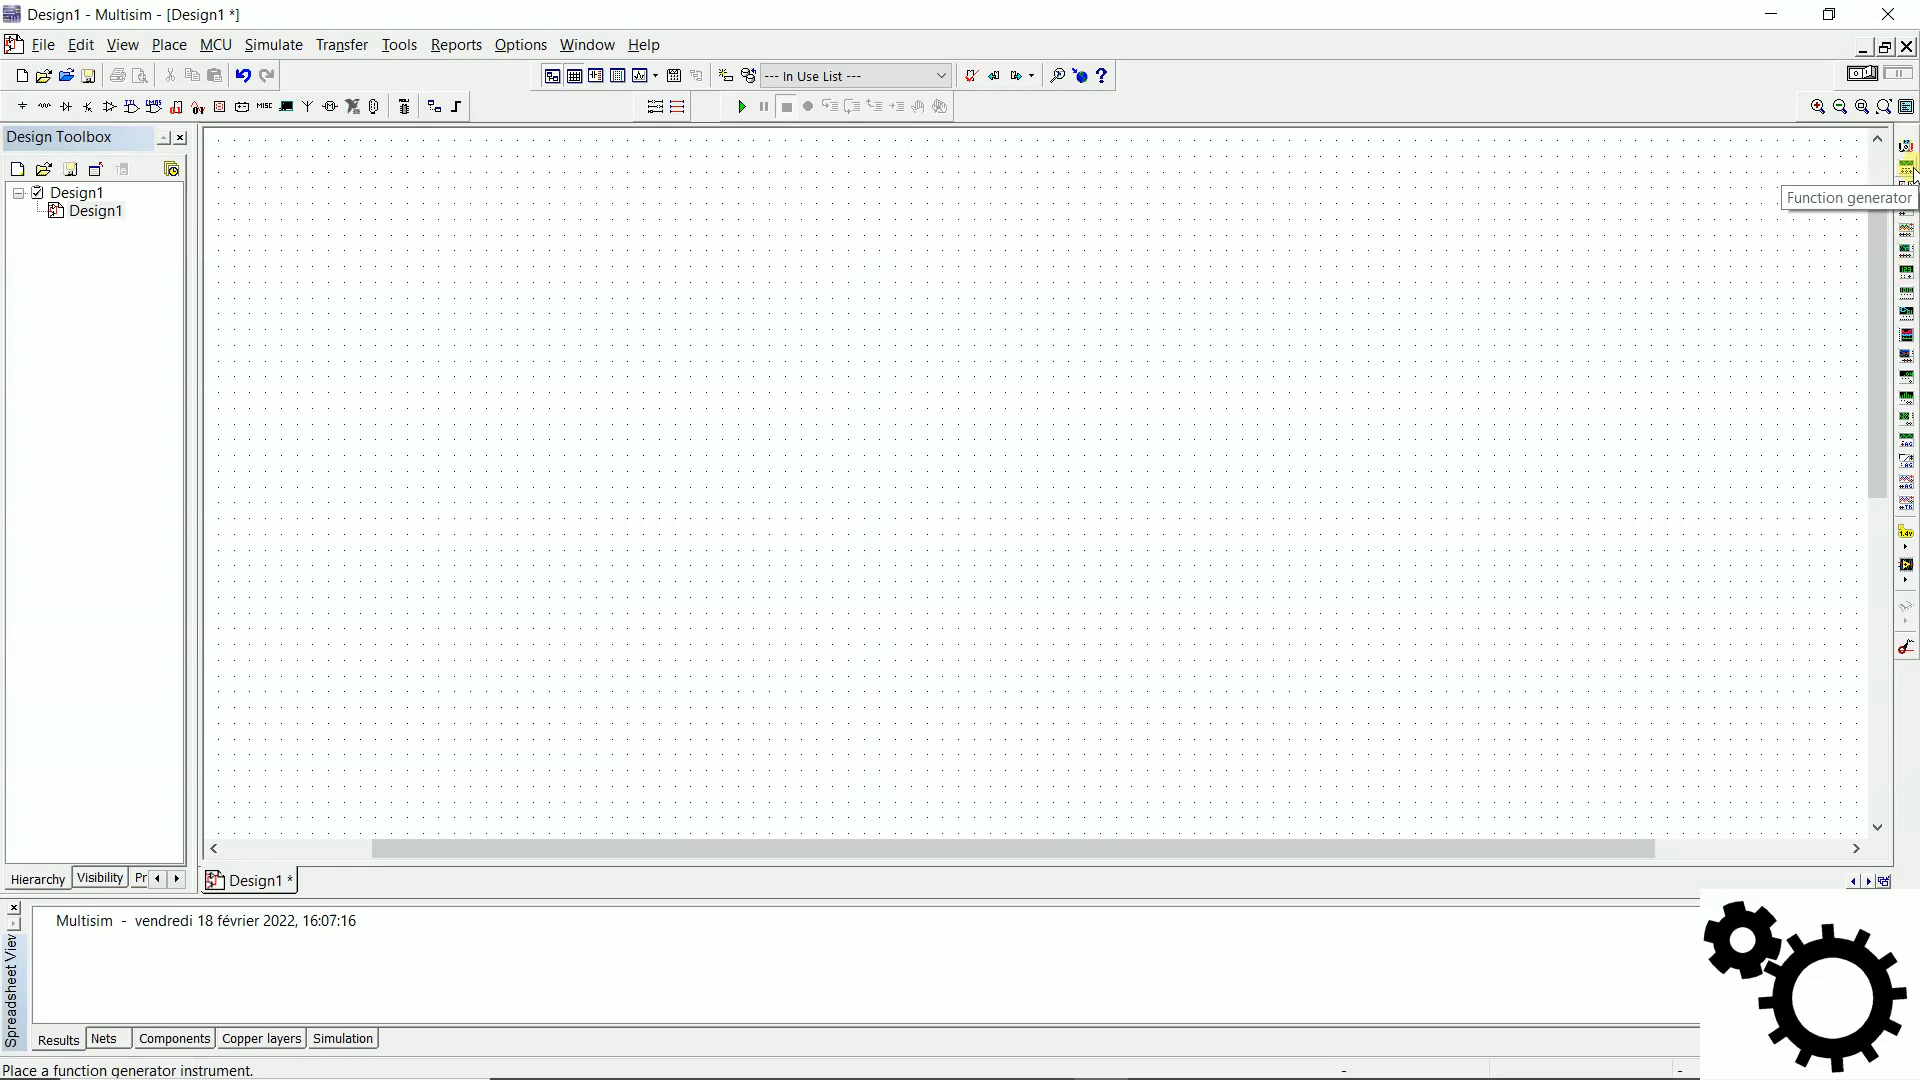 Design1 - Multisim - [Design1 *]
File Edit View Place MCU Simulate Transfer Tools Reports Options Window Help
--- In Use List ---
MISC
Design Toolbox
Function generator
Design1
Design1
Hierarchy Visibility Pr
Design1 *
Multisim - vendredi 18 février 2022, 16:07:16
Spreadsheet View
Results Nets Components Copper layers Simulation
Place a function generator instrument.